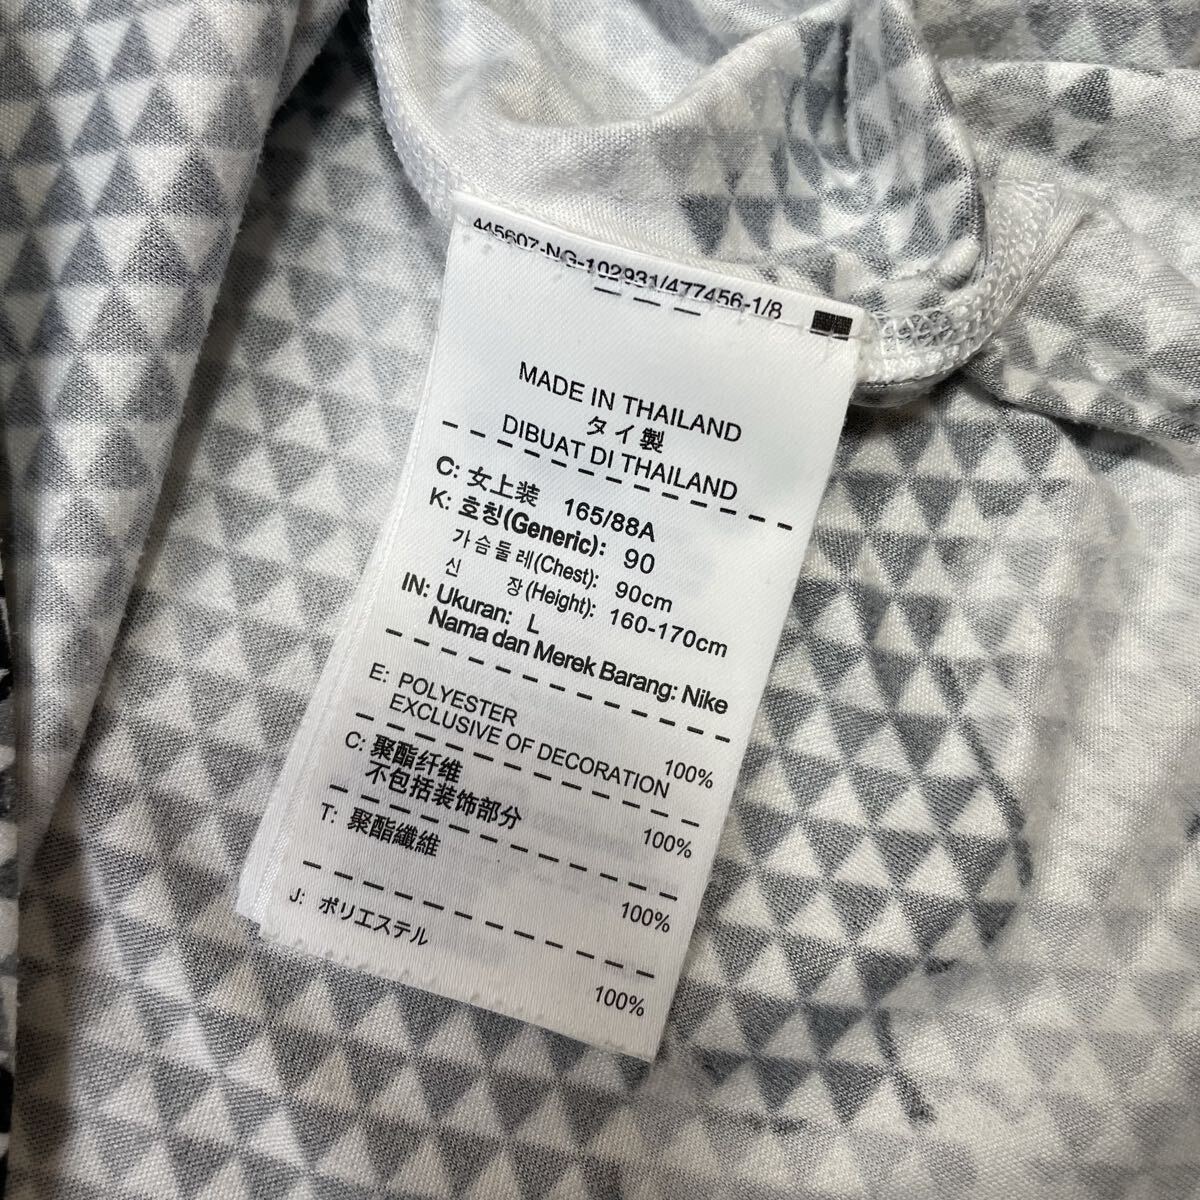 445607-NG-102931/477456-1/8
MADE IN THAILAND
タイ製
DIBUAT DI THAILAND
C: 女上装 165/88A
K: 호칭(Generic): 90
가슴둘레(Chest): 90cm
신 장(Height): 160-170cm
IN: Ukuran: L
Nama dan Merek Barang: Nike
E: POLYESTER 100%
EXCLUSIVE OF DECORATION
C: 聚酯纤维 100%
不包括装饰部分
T: 聚酯纖維 100%
J: ポリエステル 100%